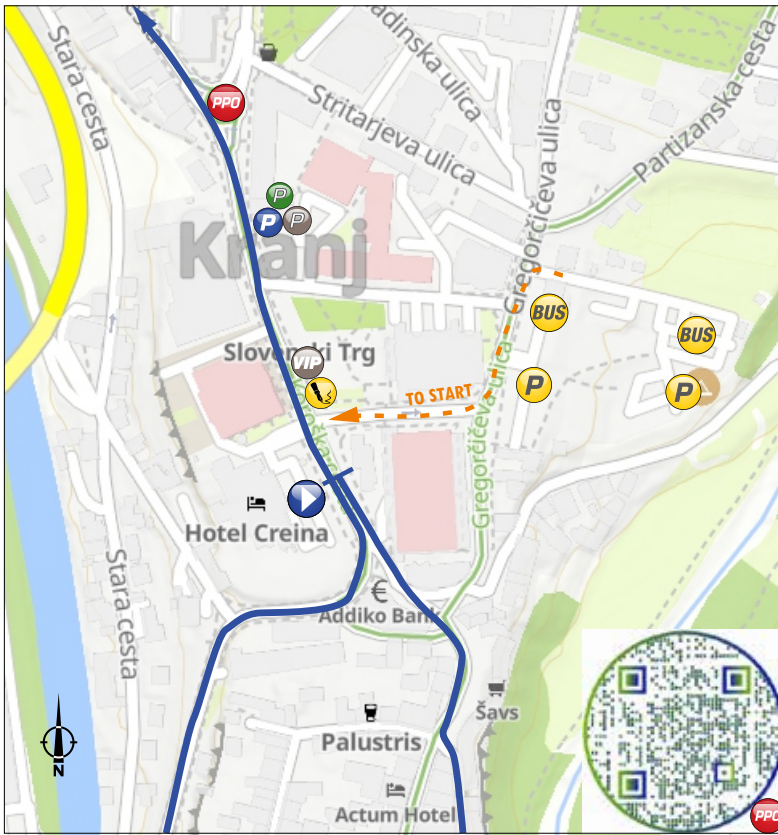 Stara cesta
adinska ulica
Stritarjeva ulica
Gregorčičeva ulica
Partizanska cesta
PPO
P
P
P
Kranj
BUS
BUS
Slovenski Trg
VIP
P
P
TO START
Gregorčičeva ulica
Hotel Creina
Stara cesta
€
Addiko Bank
Šavs
Palustris
N
Actum Hotel
PPO